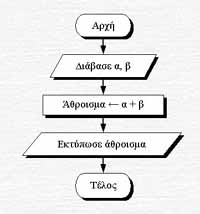 Αρχή
Διάβασε α, β
Άθροισμα ← α + β
Εκτύπωσε άθροισμα
Τέλος